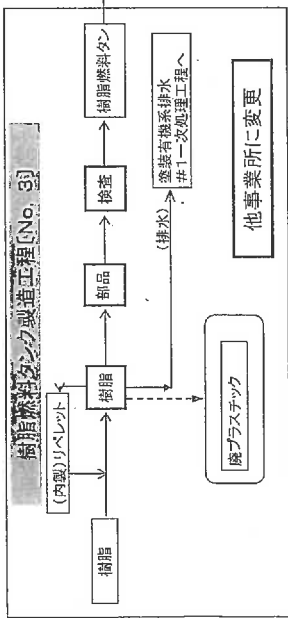 樹脂燃料タンク製造工程[No. 3]
(内製)リペレット
樹脂
樹脂
部品
検査
樹脂燃料タン
(排水)
塗装有機系排水
#1一次処理工程へ
廃プラスチック
他事業所に変更